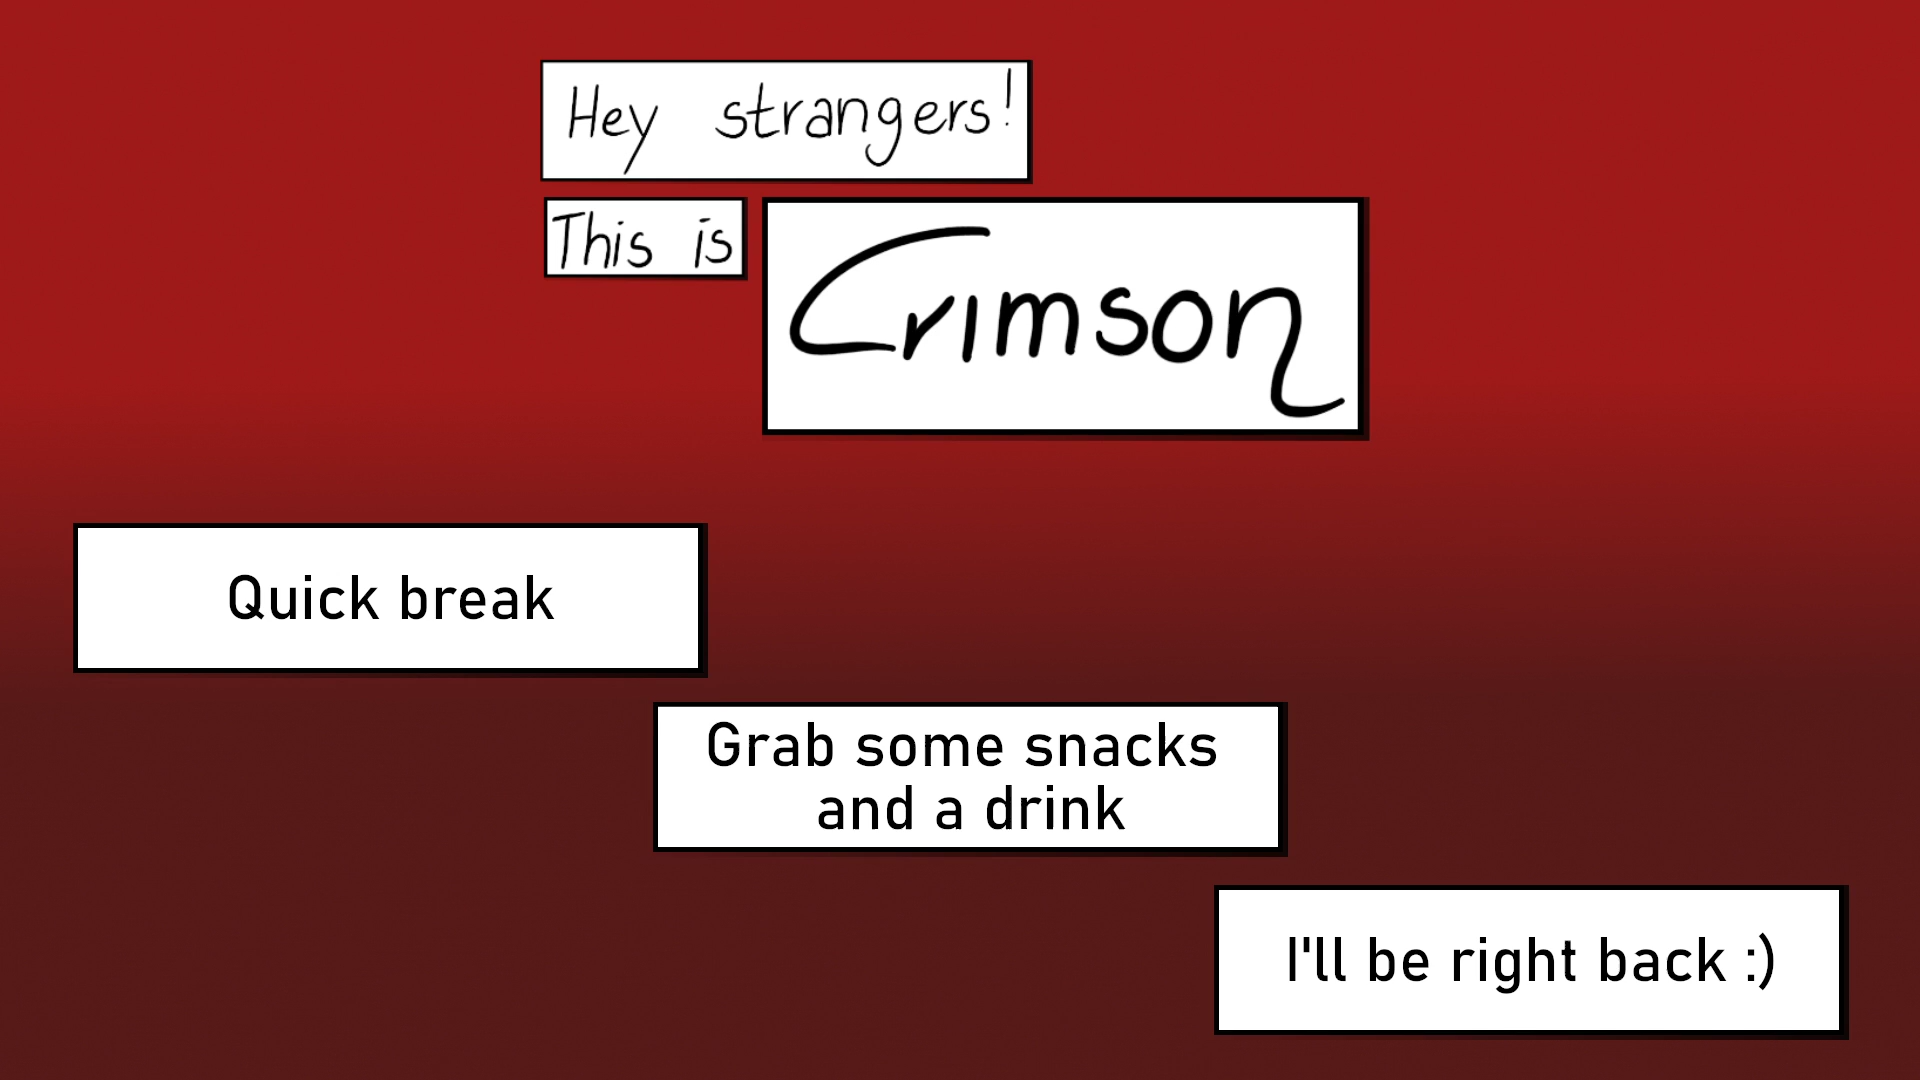 Hey strangers!
This is
Crimson
Quick break
Grab some snacks
and a drink
I'll be right back :)